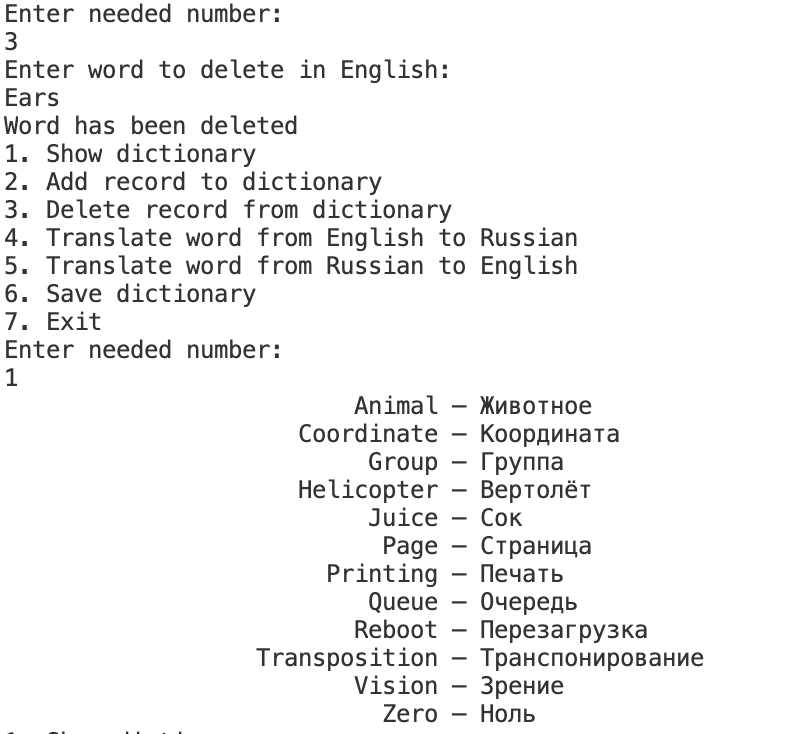 Enter needed number:
3
Enter word to delete in English:
Ears
Word has been deleted
1. Show dictionary
2. Add record to dictionary
3. Delete record from dictionary
4. Translate word from English to Russian
5. Translate word from Russian to English
6. Save dictionary
7. Exit
Enter needed number:
1
Animal — Животное
Coordinate — Координата
Group — Группа
Helicopter — Вертолёт
Juice — Сок
Page — Страница
Printing — Печать
Queue — Очередь
Reboot — Перезагрузка
Transposition — Транспонирование
Vision — Зрение
Zero — Ноль